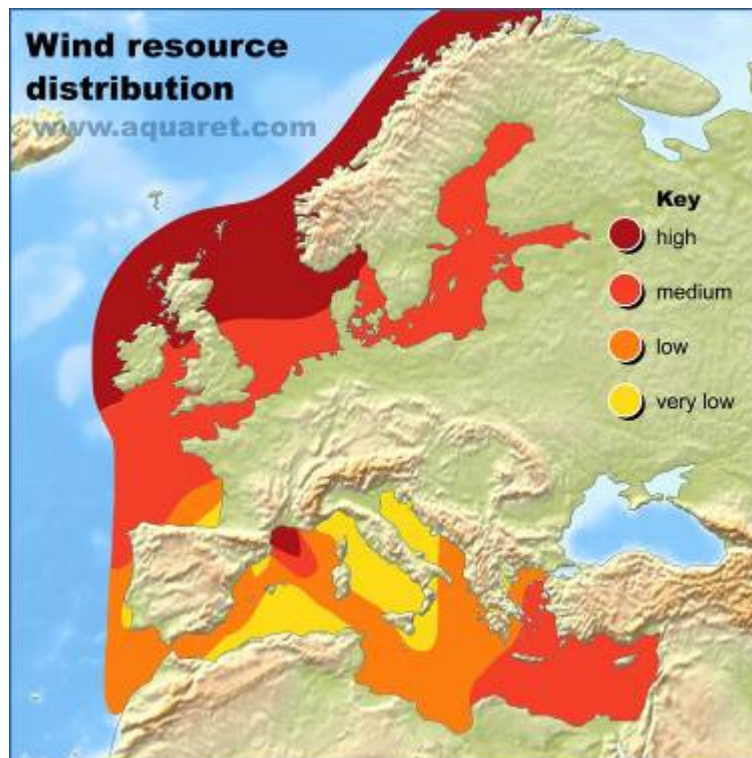 Wind resource
distribution
www.aquaret.com
Key
high
medium
low
very low